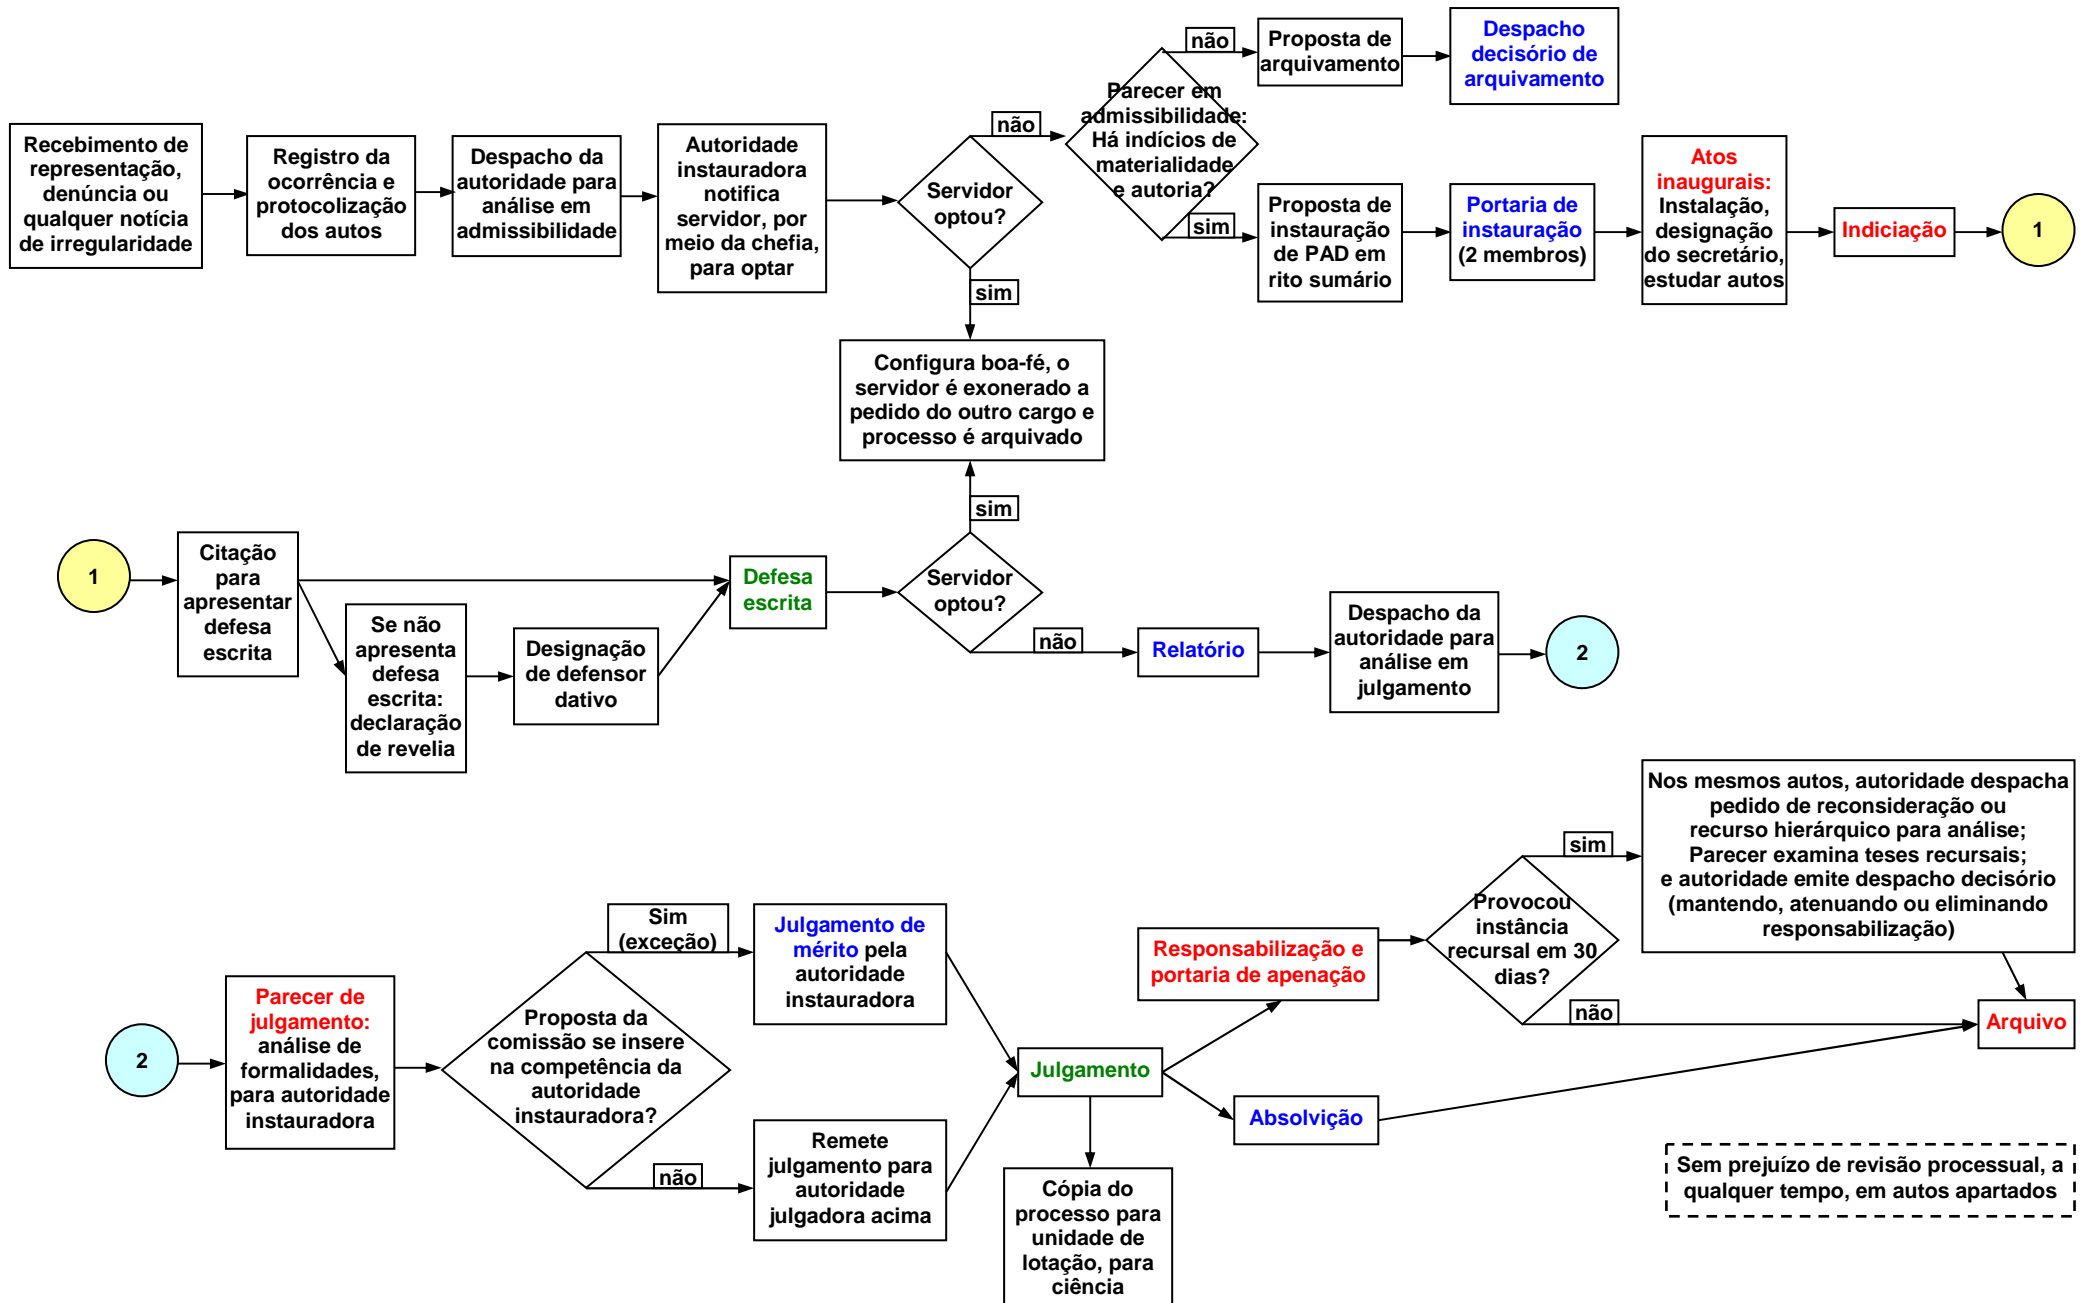 Recebimento de
representação,
denúncia ou
qualquer notícia
de irregularidade
Registro da
ocorrência e
protocolização
dos autos
Despacho da
autoridade para
análise em
admissibilidade
Autoridade
instauradora
notifica
servidor, por
meio da chefia,
para optar
Servidor
optou?
não
sim
Parecer em
admissibilidade:
Há indícios de
materialidade
e autoria?
não
Proposta de
arquivamento
Despacho
decisório de
arquivamento
sim
Proposta de
instauração
de PAD em
rito sumário
Portaria de
instauração
(2 membros)
Atos
inaugurais:
Instalação,
designação
do secretário,
estudar autos
Indiciação
1
Configura boa-fé, o
servidor é exonerado a
pedido do outro cargo e
processo é arquivado
1
Citação
para
apresentar
defesa
escrita
Se não
apresenta
defesa
escrita:
declaração
de revelia
Designação
de defensor
dativo
Defesa
escrita
Servidor
optou?
sim
não
Relatório
Despacho da
autoridade para
análise em
julgamento
2
2
Parecer de
julgamento:
análise de
formalidades,
para autoridade
instauradora
Proposta da
comissão se insere
na competência da
autoridade
instauradora?
Sim
(exceção)
Julgamento de
mérito pela
autoridade
instauradora
não
Remete
julgamento para
autoridade
julgadora acima
Julgamento
Cópia do
processo para
unidade de
lotação, para
ciência
Responsabilização e
portaria de apenação
Absolvição
Provocou
instância
recursal em 30
dias?
sim
Nos mesmos autos, autoridade despacha
pedido de reconsideração ou
recurso hierárquico para análise;
Parecer examina teses recursais;
e autoridade emite despacho decisório
(mantendo, atenuando ou eliminando
responsabilização)
não
Arquivo
Sem prejuízo de revisão processual, a
qualquer tempo, em autos apartados